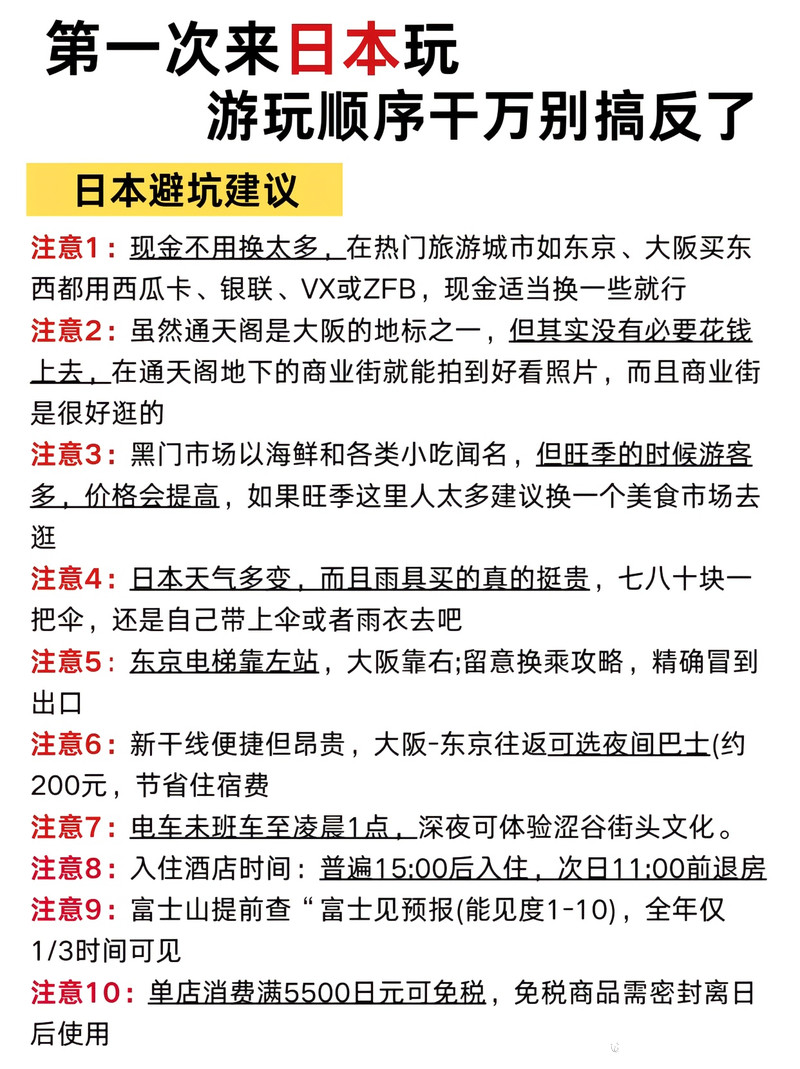 第一次来日本玩
游玩顺序千万别搞反了
日本避坑建议
注意1：现金不用换太多，在热门旅游城市如东京、大阪买东
西都用西瓜卡、银联、VX或ZFB，现金适当换一些就行
注意2：虽然通天阁是大阪的地标之一，但其实没有必要花钱
上去，在通天阁地下的商业街就能拍到好看照片，而且商业街
是很好逛的
注意3：黑门市场以海鲜和各类小吃闻名，但旺季的时候游客
多，价格会提高，如果旺季这里人太多建议换一个美食市场去
逛
注意4：日本天气多变，而且雨具买的真的挺贵，七八十块一
把伞，还是自己带上伞或者雨衣去吧
注意5：东京电梯靠左站，大阪靠右;留意换乘攻略，精确冒到
出口
注意6：新干线便捷但昂贵，大阪-东京往返可选夜间巴士(约
200元，节省住宿费
注意7：电车未班车至凌晨1点，深夜可体验涩谷街头文化。
注意8：入住酒店时间：普遍15:00后入住，次日11:00前退房
注意9：富士山提前查“富士见预报(能见度1-10)，全年仅
1/3时间可见
注意10：单店消费满5500日元可免税，免税商品需密封离日
后使用